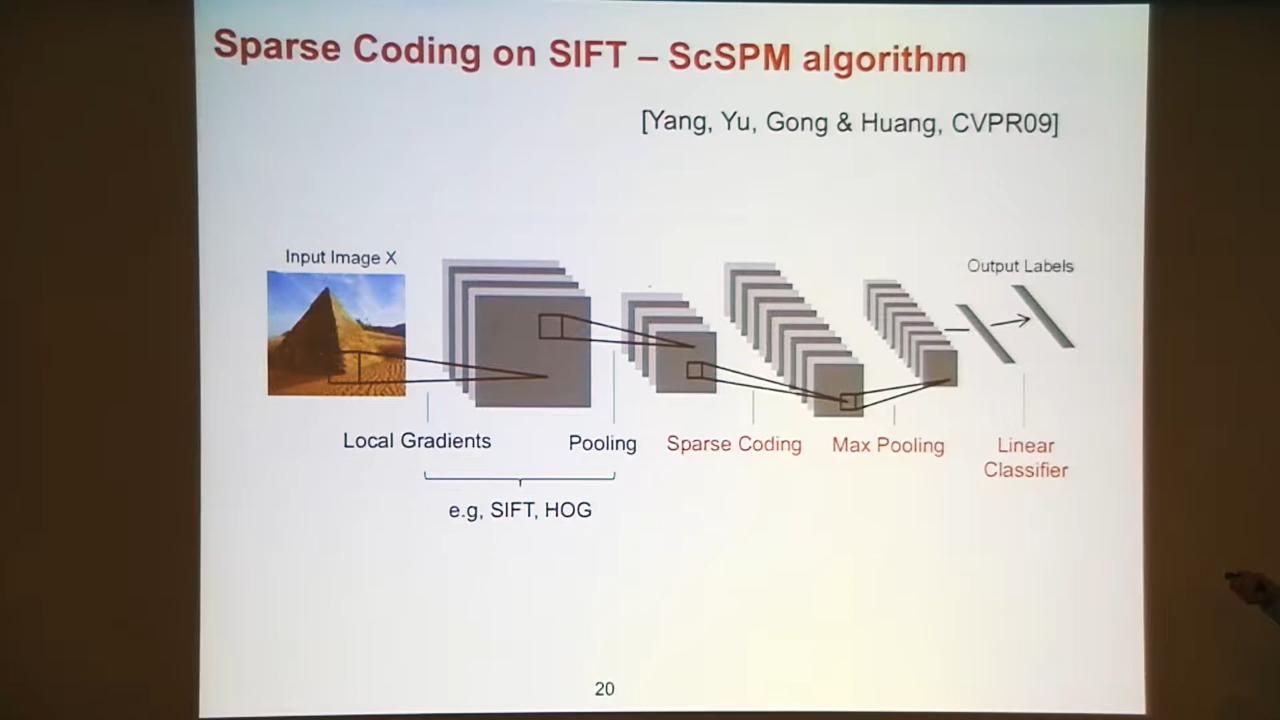 Sparse Coding on SIFT – ScSPM algorithm
[Yang, Yu, Gong & Huang, CVPR09]
Input Image X
Output Labels
Local Gradients
Pooling
Sparse Coding
Max Pooling
Linear
Classifier
e.g, SIFT, HOG
20